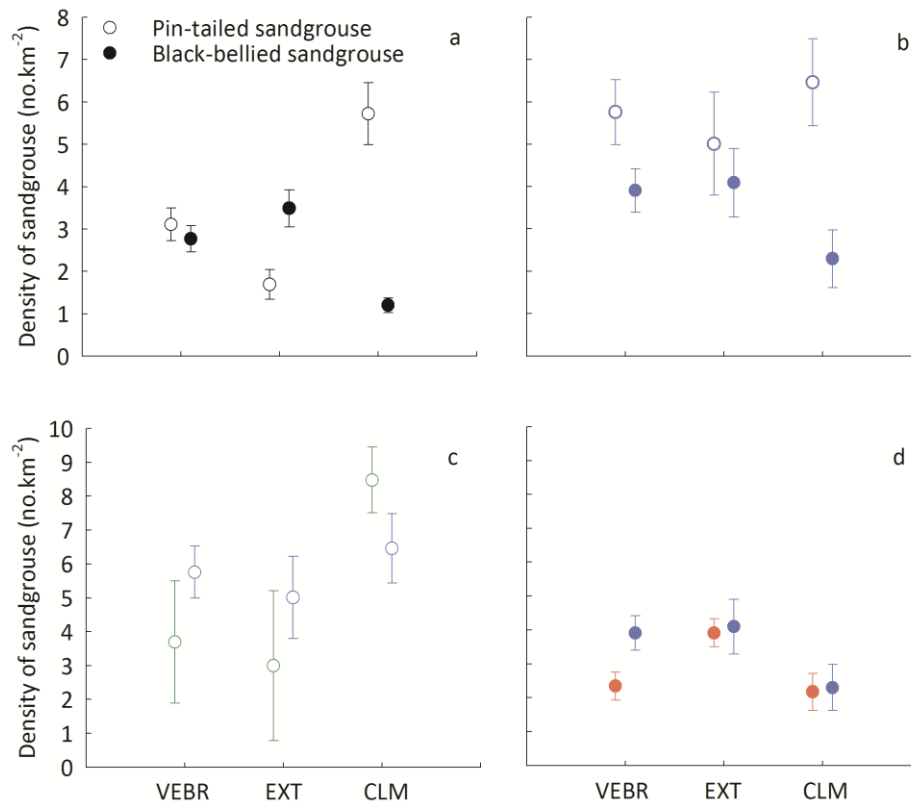 8
7
6
5
4
3
2
1
0
Density of sandgrouse (no.km⁻²)
Pin-tailed sandgrouse
Black-bellied sandgrouse
a
b
10
9
8
7
6
5
4
3
2
1
0
Density of sandgrouse (no.km⁻²)
c
d
VEBR EXT CLM
VEBR EXT CLM